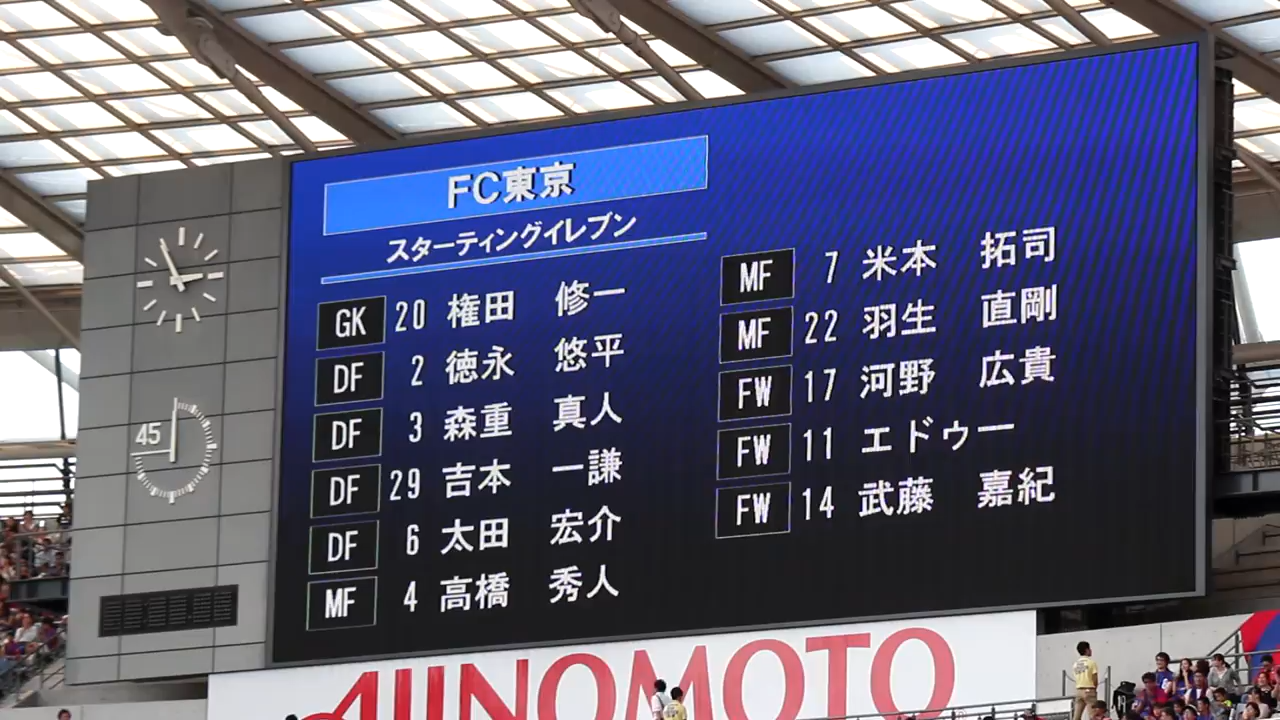 FC東京
スターティングイレブン
GK 20 権田 修一
DF 2 徳永 悠平
DF 3 森重 真人
DF 29 吉本 一謙
DF 6 太田 宏介
MF 4 高橋 秀人
MF 7 米本 拓司
MF 22 羽生 直剛
FW 17 河野 広貴
FW 11 エドゥー
FW 14 武藤 嘉紀
45
AJINOMOTO